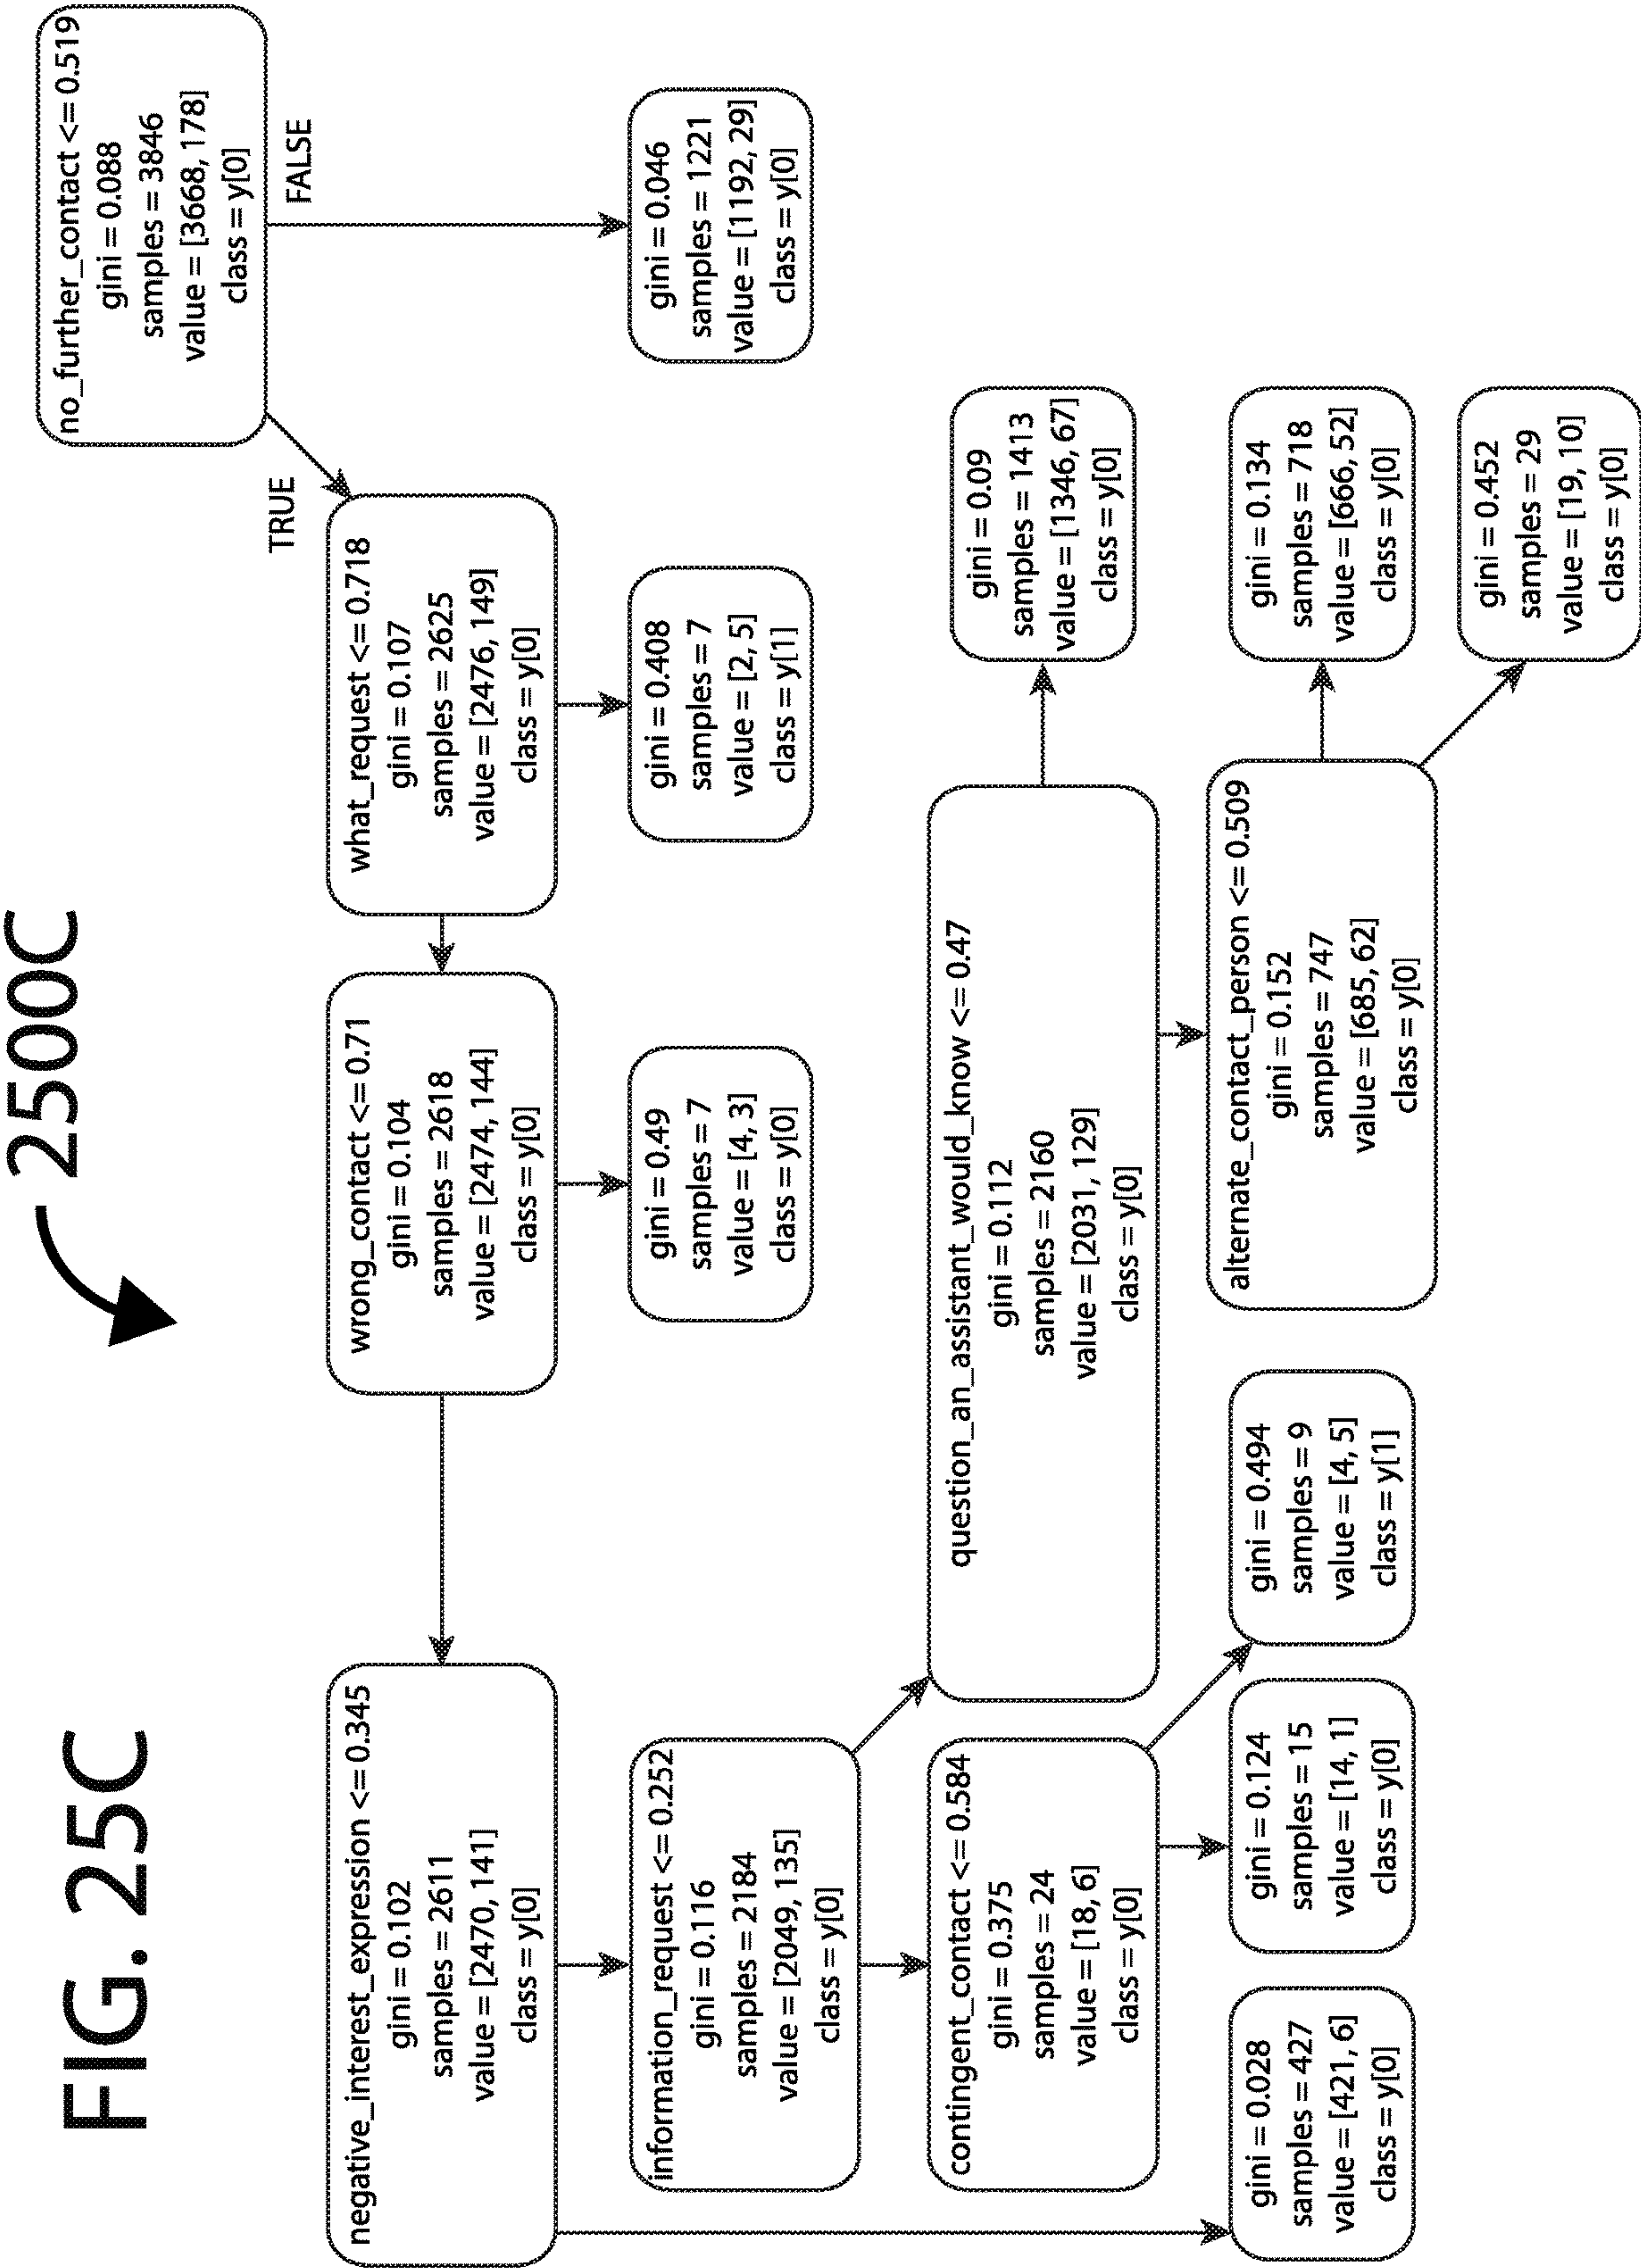 FIG. 25C
2500C
no_further_contact <= 0.519
gini = 0.088
samples = 3846
value = [3668, 178]
class = y[0]
TRUE
FALSE
negative_interest_expression <= 0.345
gini = 0.102
samples = 2611
value = [2470, 141]
class = y[0]
wrong_contact <= 0.71
gini = 0.104
samples = 2618
value = [2474, 144]
class = y[0]
what_request <= 0.718
gini = 0.107
samples = 2625
value = [2476, 149]
class = y[0]
information_request <= 0.252
gini = 0.116
samples = 2184
value = [2049, 135]
class = y[0]
gini = 0.49
samples = 7
value = [4, 3]
class = y[0]
gini = 0.408
samples = 7
value = [2, 5]
class = y[1]
gini = 0.046
samples = 1221
value = [1192, 29]
class = y[0]
contingent_contact <= 0.584
gini = 0.375
samples = 24
value = [18, 6]
class = y[0]
question_an_assistant_would_know <= 0.47
gini = 0.112
samples = 2160
value = [2031, 129]
class = y[0]
gini = 0.09
samples = 1413
value = [1346, 67]
class = y[0]
gini = 0.028
samples = 427
value = [421, 6]
class = y[0]
gini = 0.124
samples = 15
value = [14, 1]
class = y[0]
gini = 0.494
samples = 9
value = [4, 5]
class = y[1]
alternate_contact_person <= 0.509
gini = 0.152
samples = 747
value = [685, 62]
class = y[0]
gini = 0.134
samples = 718
value = [666, 52]
class = y[0]
gini = 0.452
samples = 29
value = [19, 10]
class = y[0]